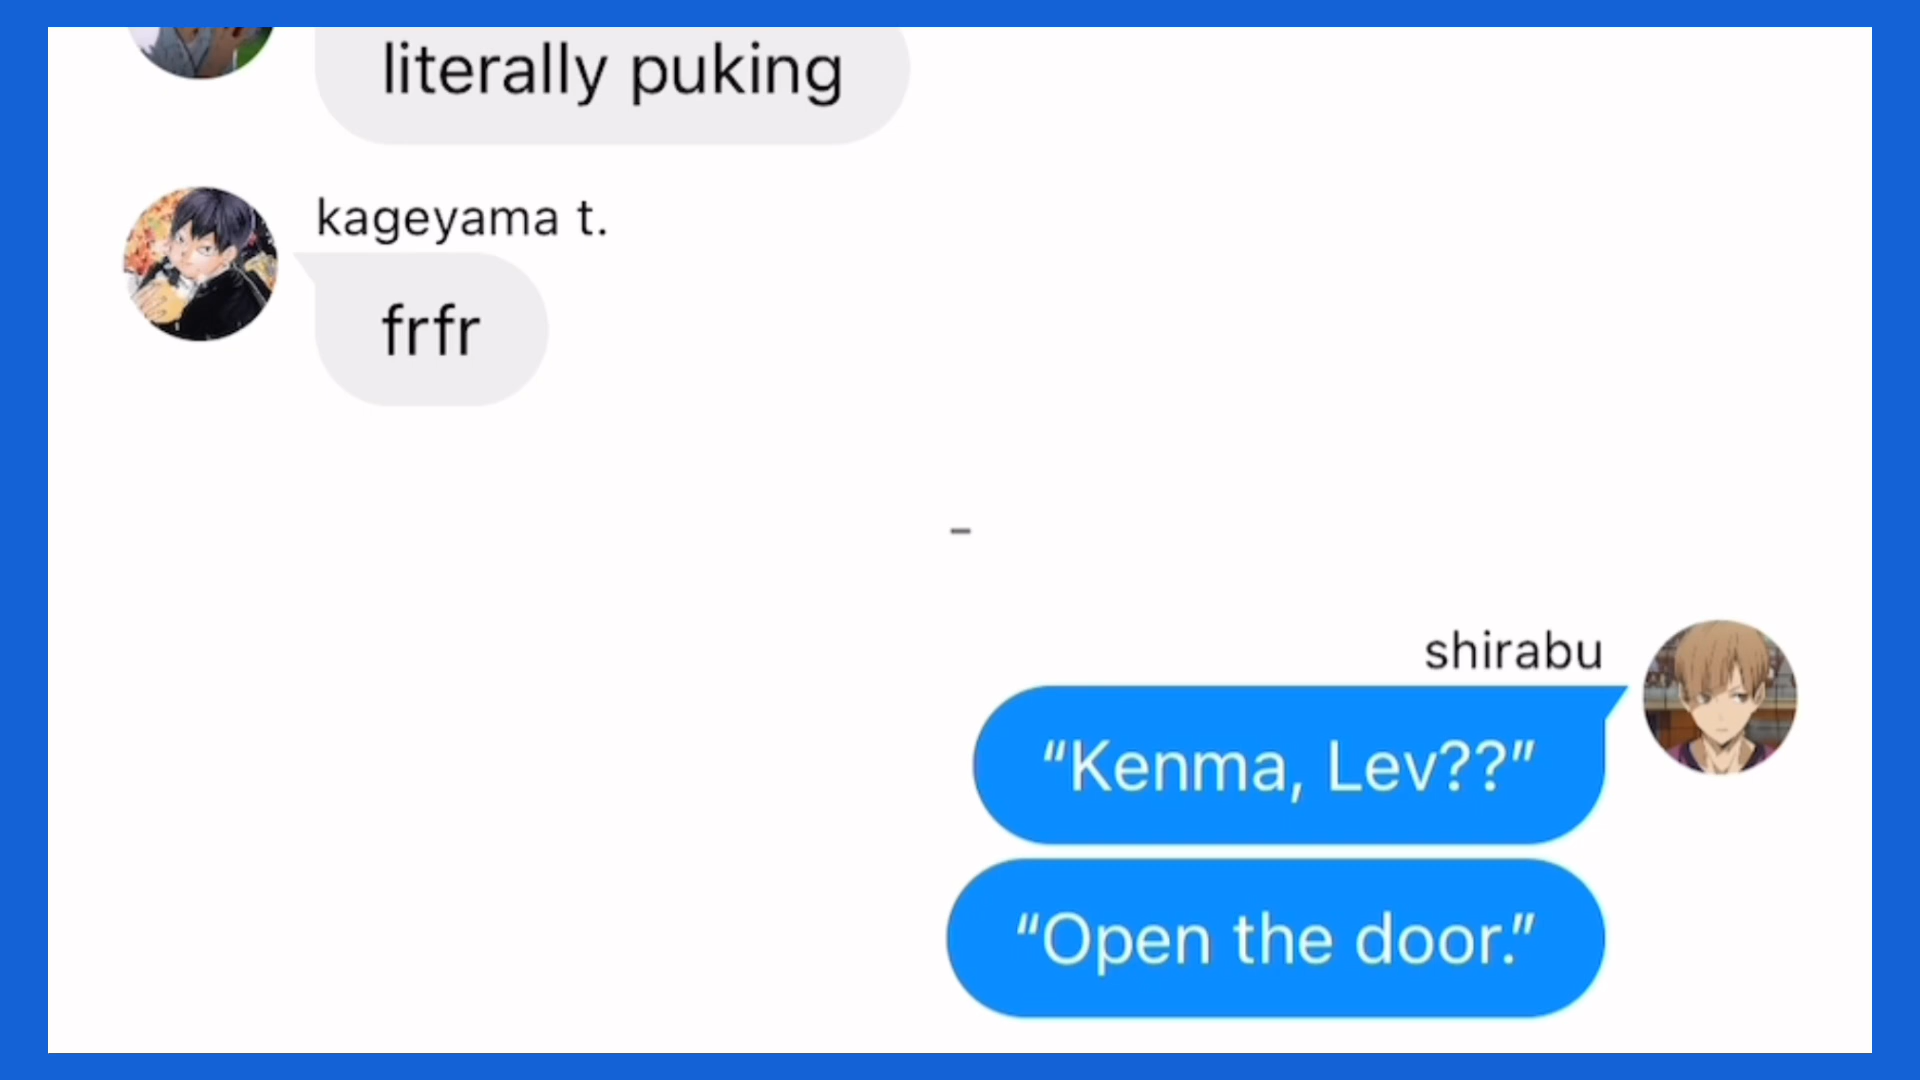 literally puking
kageyama t.
frfr
-
shirabu
“Kenma, Lev??”
“Open the door.”